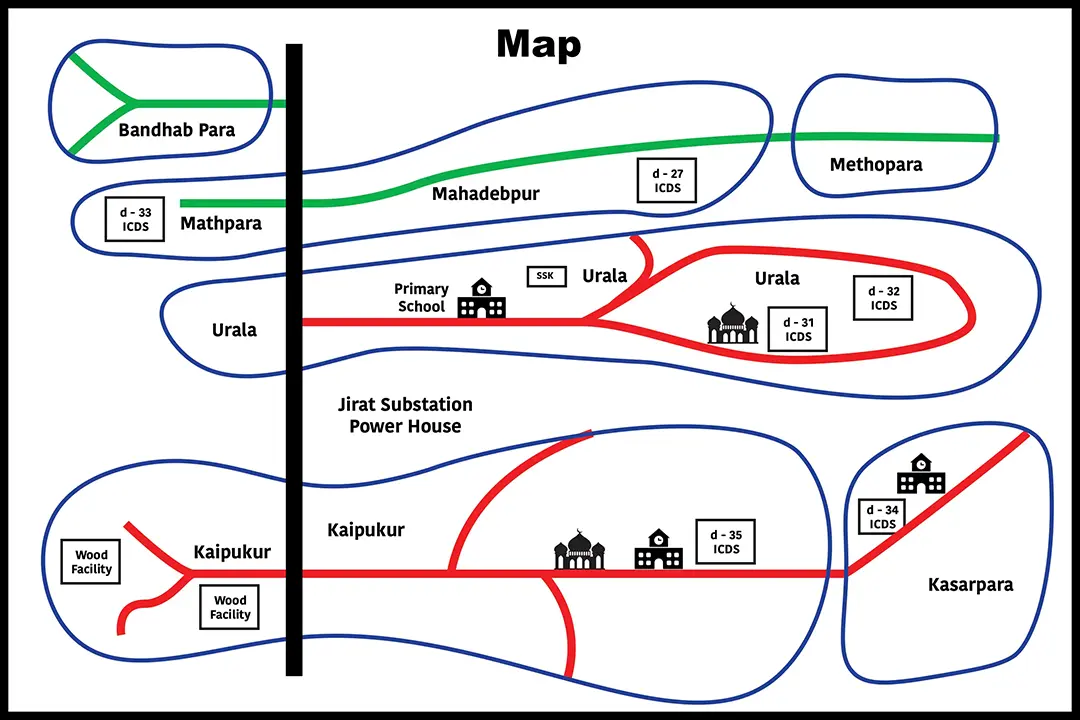 Map
Bandhab Para
d - 33
ICDS
Mathpara
Mahadebpur
d - 27
ICDS
Methopara
Urala
Primary
School
SSK
Urala
Urala
d - 31
ICDS
d - 32
ICDS
Jirat Substation
Power House
Wood
Facility
Kaipukur
Wood
Facility
Kaipukur
d - 35
ICDS
d - 34
ICDS
Kasarpara